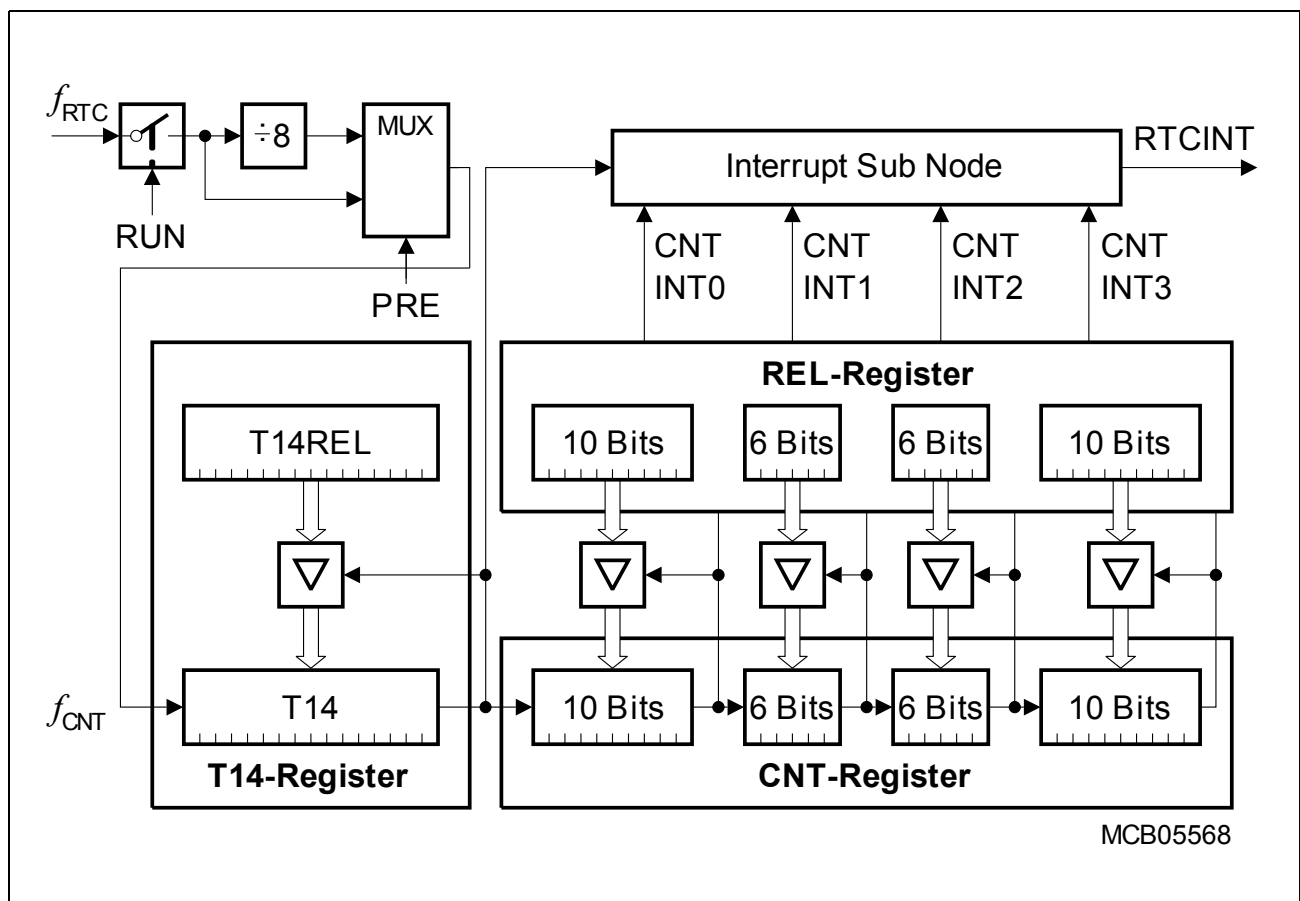 fRTC
÷8
MUX
RUN
PRE
Interrupt Sub Node
RTCINT
CNT INT0
CNT INT1
CNT INT2
CNT INT3
REL-Register
T14REL
10 Bits
6 Bits
6 Bits
10 Bits
fCNT
T14
10 Bits
6 Bits
6 Bits
10 Bits
T14-Register
CNT-Register
MCB05568